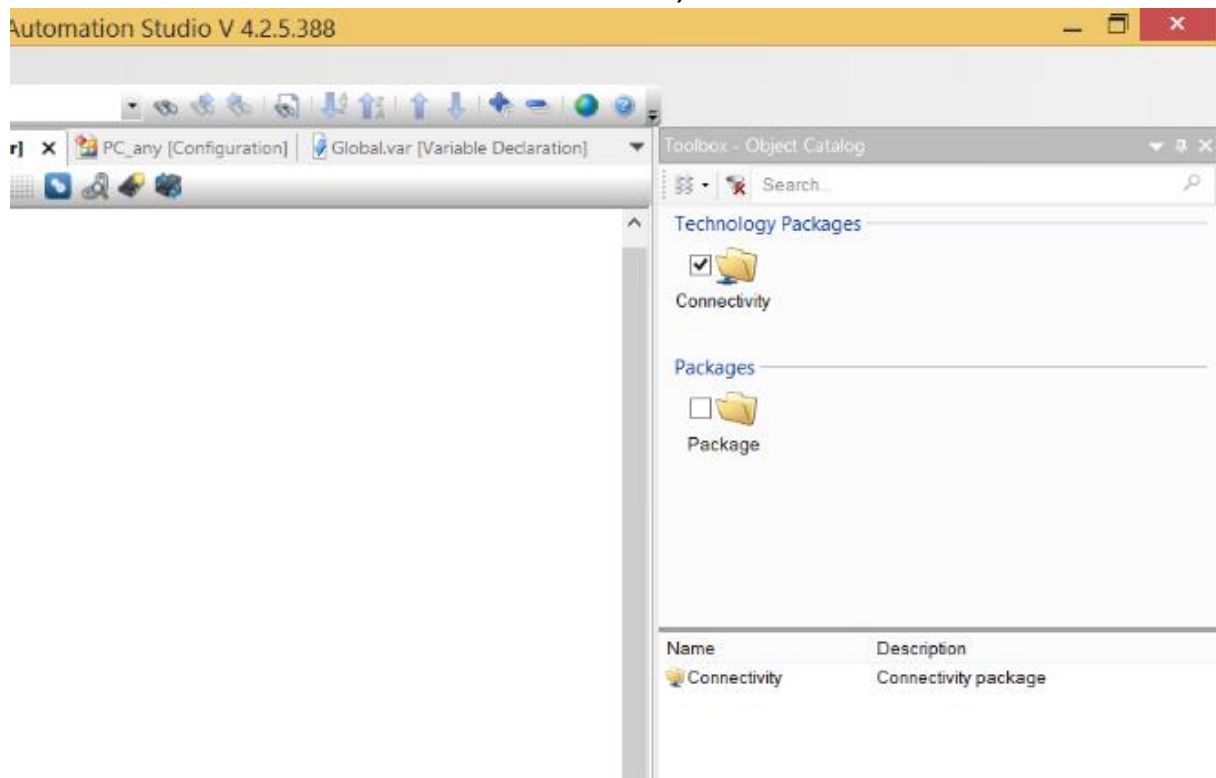 Automation Studio V 4.2.5.388
r] PC_any [Configuration] Global.var [Variable Declaration]
Toolbox - Object Catalog
Search...
Technology Packages
Connectivity
Packages
Package
Name Description
Connectivity Connectivity package